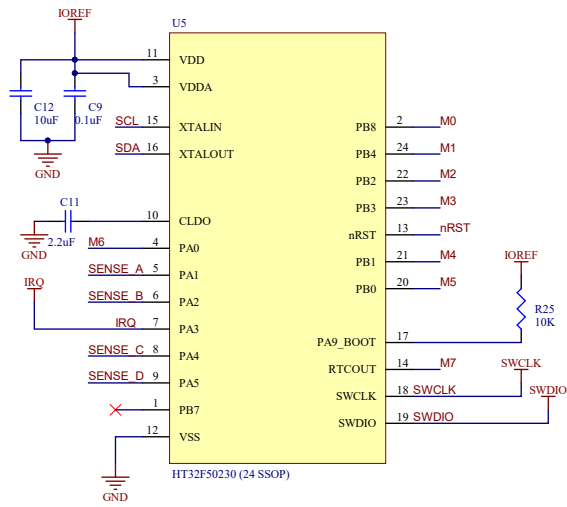 IOREF
U5
11 VDD
3 VDDA
C12
10uF
C9
0.1uF
SCL 15 XTALIN
SDA 16 XTALOUT
GND
C11
2.2uF
GND
10 CLDO
M6 4 PA0
SENSE_A 5 PA1
SENSE_B 6 PA2
IRQ
IRQ 7 PA3
SENSE_C 8 PA4
SENSE_D 9 PA5
1 PB7
12 VSS
GND
PB8 2 M0
PB4 24 M1
PB2 22 M2
PB3 23 M3
nRST 13 nRST
PB1 21 M4
PB0 20 M5
IOREF
R25
10K
PA9_BOOT 17
RTCOUT 14 M7
SWCLK
SWCLK 18 SWCLK
SWDIO
SWDIO 19 SWDIO
HT32F50230 (24 SSOP)